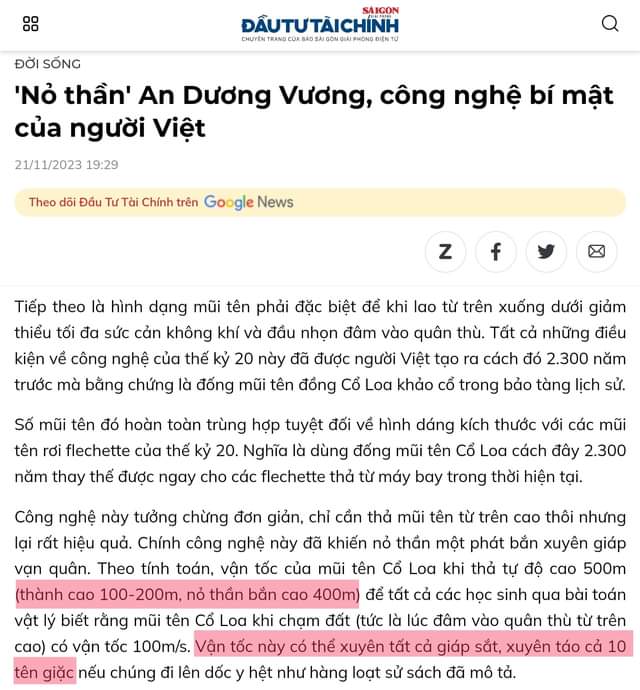 SAIGON
GIẢI PHÓNG
ĐẦU TƯ TÀI CHÍNH
CHUYÊN TRANG CỦA BÁO SÀI GÒN GIẢI PHÓNG ĐIỆN TỬ
ĐỜI SỐNG
'Nỏ thần' An Dương Vương, công nghệ bí mật
của người Việt
21/11/2023 19:29
Theo dõi Đầu Tư Tài Chính trên Google News
Z
Tiếp theo là hình dạng mũi tên phải đặc biệt để khi lao từ trên xuống dưới giảm
thiểu tối đa sức cản không khí và đầu nhọn đâm vào quân thù. Tất cả những điều
kiện về công nghệ của thế kỷ 20 này đã được người Việt tạo ra cách đó 2.300 năm
trước mà bằng chứng là đống mũi tên đồng Cổ Loa khảo cổ trong bảo tàng lịch sử.
Số mũi tên đó hoàn toàn trùng hợp tuyệt đối về hình dáng kích thước với các mũi
tên rơi flechette của thế kỷ 20. Nghĩa là dùng đống mũi tên Cổ Loa cách đây 2.300
năm thay thế được ngay cho các flechette thả từ máy bay trong thời hiện tại.
Công nghệ này tưởng chừng đơn giản, chỉ cần thả mũi tên từ trên cao thôi nhưng
lại rất hiệu quả. Chính công nghệ này đã khiến nỏ thần một phát bắn xuyên giáp
vạn quân. Theo tính toán, vận tốc của mũi tên Cổ Loa khi thả tự độ cao 500m
(thành cao 100-200m, nỏ thần bắn cao 400m) để tất cả các học sinh qua bài toán
vật lý biết rằng mũi tên Cổ Loa khi chạm đất (tức là lúc đâm vào quân thù từ trên
cao) có vận tốc 100m/s. Vận tốc này có thể xuyên tất cả giáp sắt, xuyên táo cả 10
tên giặc nếu chúng đi lên dốc y hệt như hàng loạt sử sách đã mô tả.